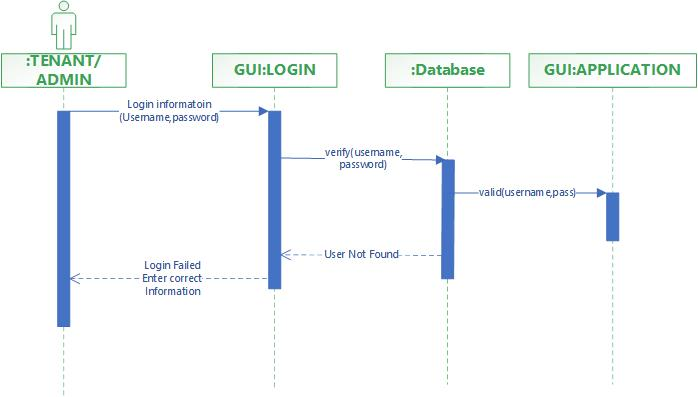 :TENANT/
ADMIN
GUI:LOGIN
:Database
GUI:APPLICATION
Login informatoin
(Username,password)
verify(username,
password)
valid(username,pass)
User Not Found
Login Failed
Enter correct
Information